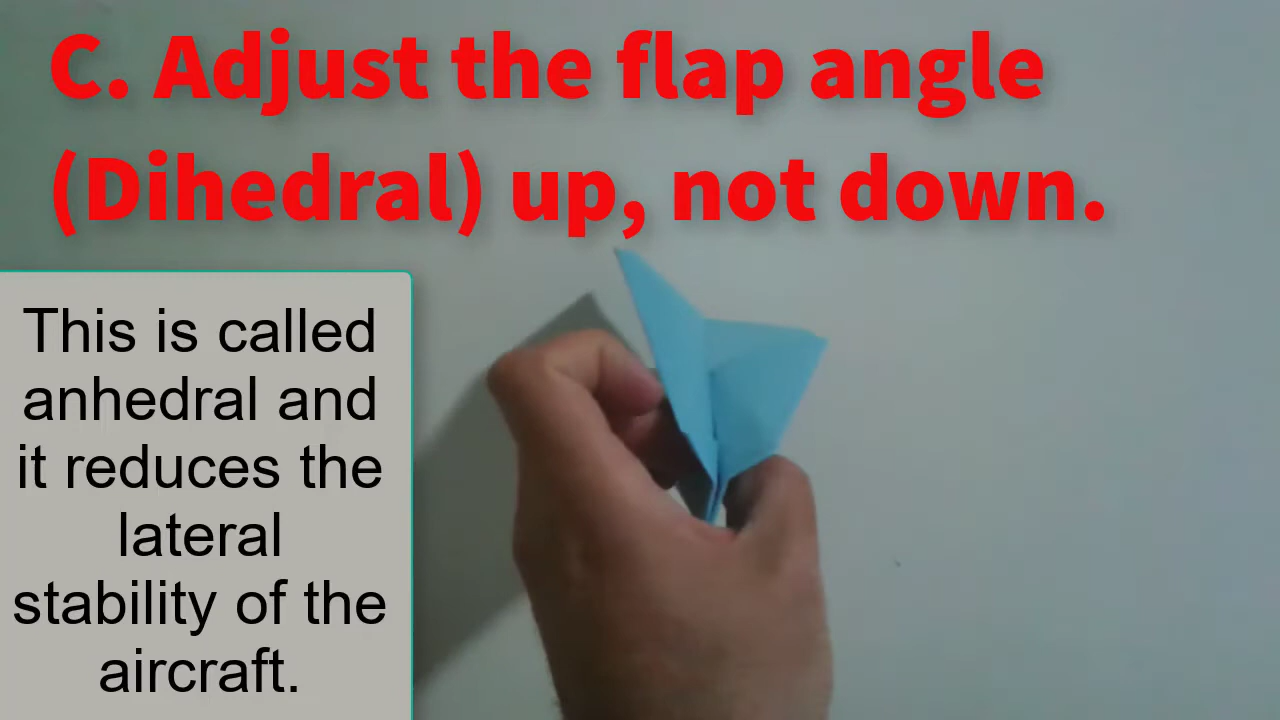 C. Adjust the flap angle
(Dihedral) up, not down.
This is called
anhedral and
it reduces the
lateral
stability of the
aircraft.